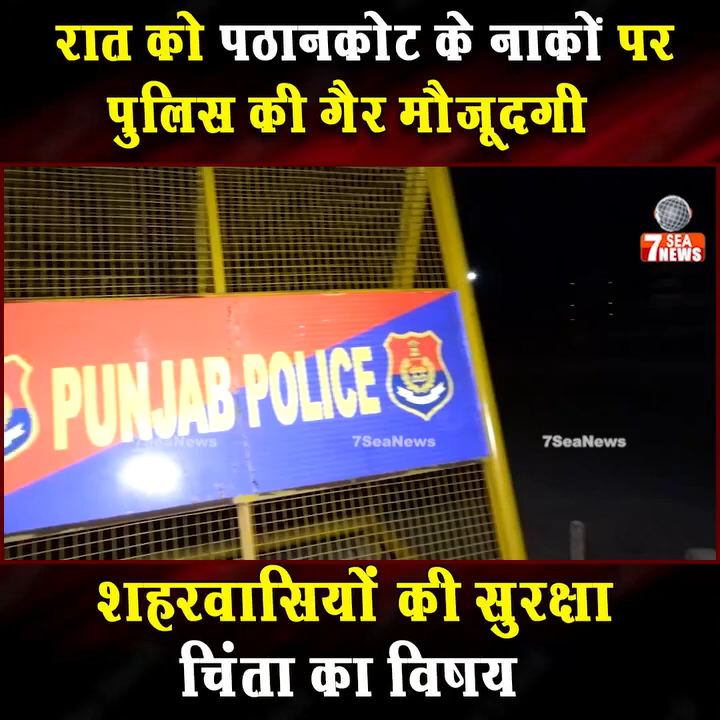 रात को पठानकोट के नाकों पर
पुलिस की गैर मौजूदगी
7 SEA NEWS
PUNJAB POLICE
7SeaNews 7SeaNews 7SeaNews
शहरवासियों की सुरक्षा
चिंता का विषय